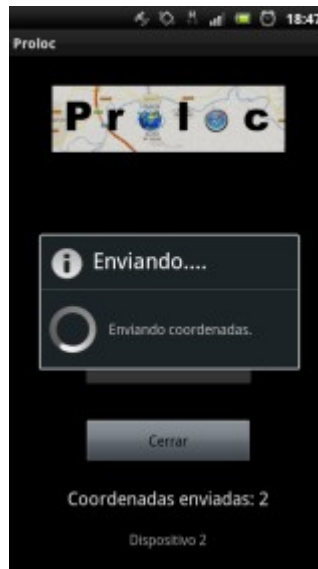 18:47
Proloc
Proloc
Enviando....
Enviando coordenadas.
Cerrar
Coordenadas enviadas: 2
Dispositivo 2